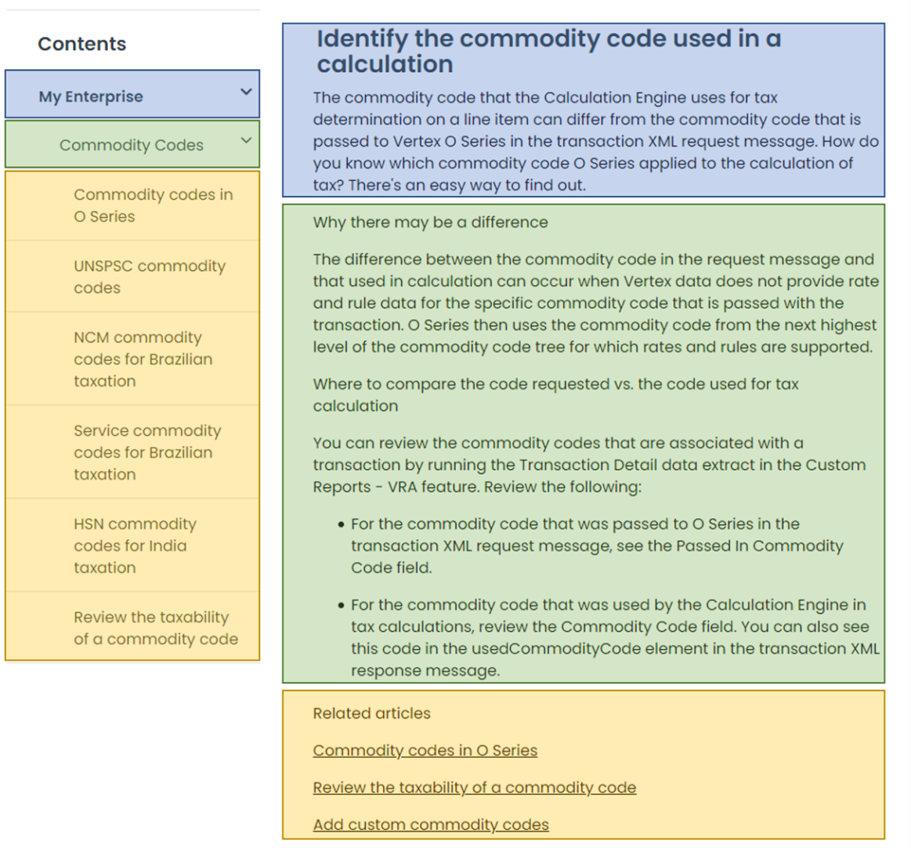 Contents
My Enterprise
Commodity Codes
Commodity codes in
O Series
UNSPSC commodity
codes
NCM commodity
codes for Brazilian
taxation
Service commodity
codes for Brazilian
taxation
HSN commodity
codes for India
taxation
Review the taxability
of a commodity code
Identify the commodity code used in a
calculation
The commodity code that the Calculation Engine uses for tax
determination on a line item can differ from the commodity code that is
passed to Vertex O Series in the transaction XML request message. How do
you know which commodity code O Series applied to the calculation of
tax? There's an easy way to find out.
Why there may be a difference
The difference between the commodity code in the request message and
that used in calculation can occur when Vertex data does not provide rate
and rule data for the specific commodity code that is passed with the
transaction. O Series then uses the commodity code from the next highest
level of the commodity code tree for which rates and rules are supported.
Where to compare the code requested vs. the code used for tax
calculation
You can review the commodity codes that are associated with a
transaction by running the Transaction Detail data extract in the Custom
Reports - VRA feature. Review the following:
• For the commodity code that was passed to O Series in the
transaction XML request message, see the Passed In Commodity
Code field.
• For the commodity code that was used by the Calculation Engine in
tax calculations, review the Commodity Code field. You can also see
this code in the usedCommodityCode element in the transaction XML
response message.
Related articles
Commodity codes in O Series
Review the taxability of a commodity code
Add custom commodity codes